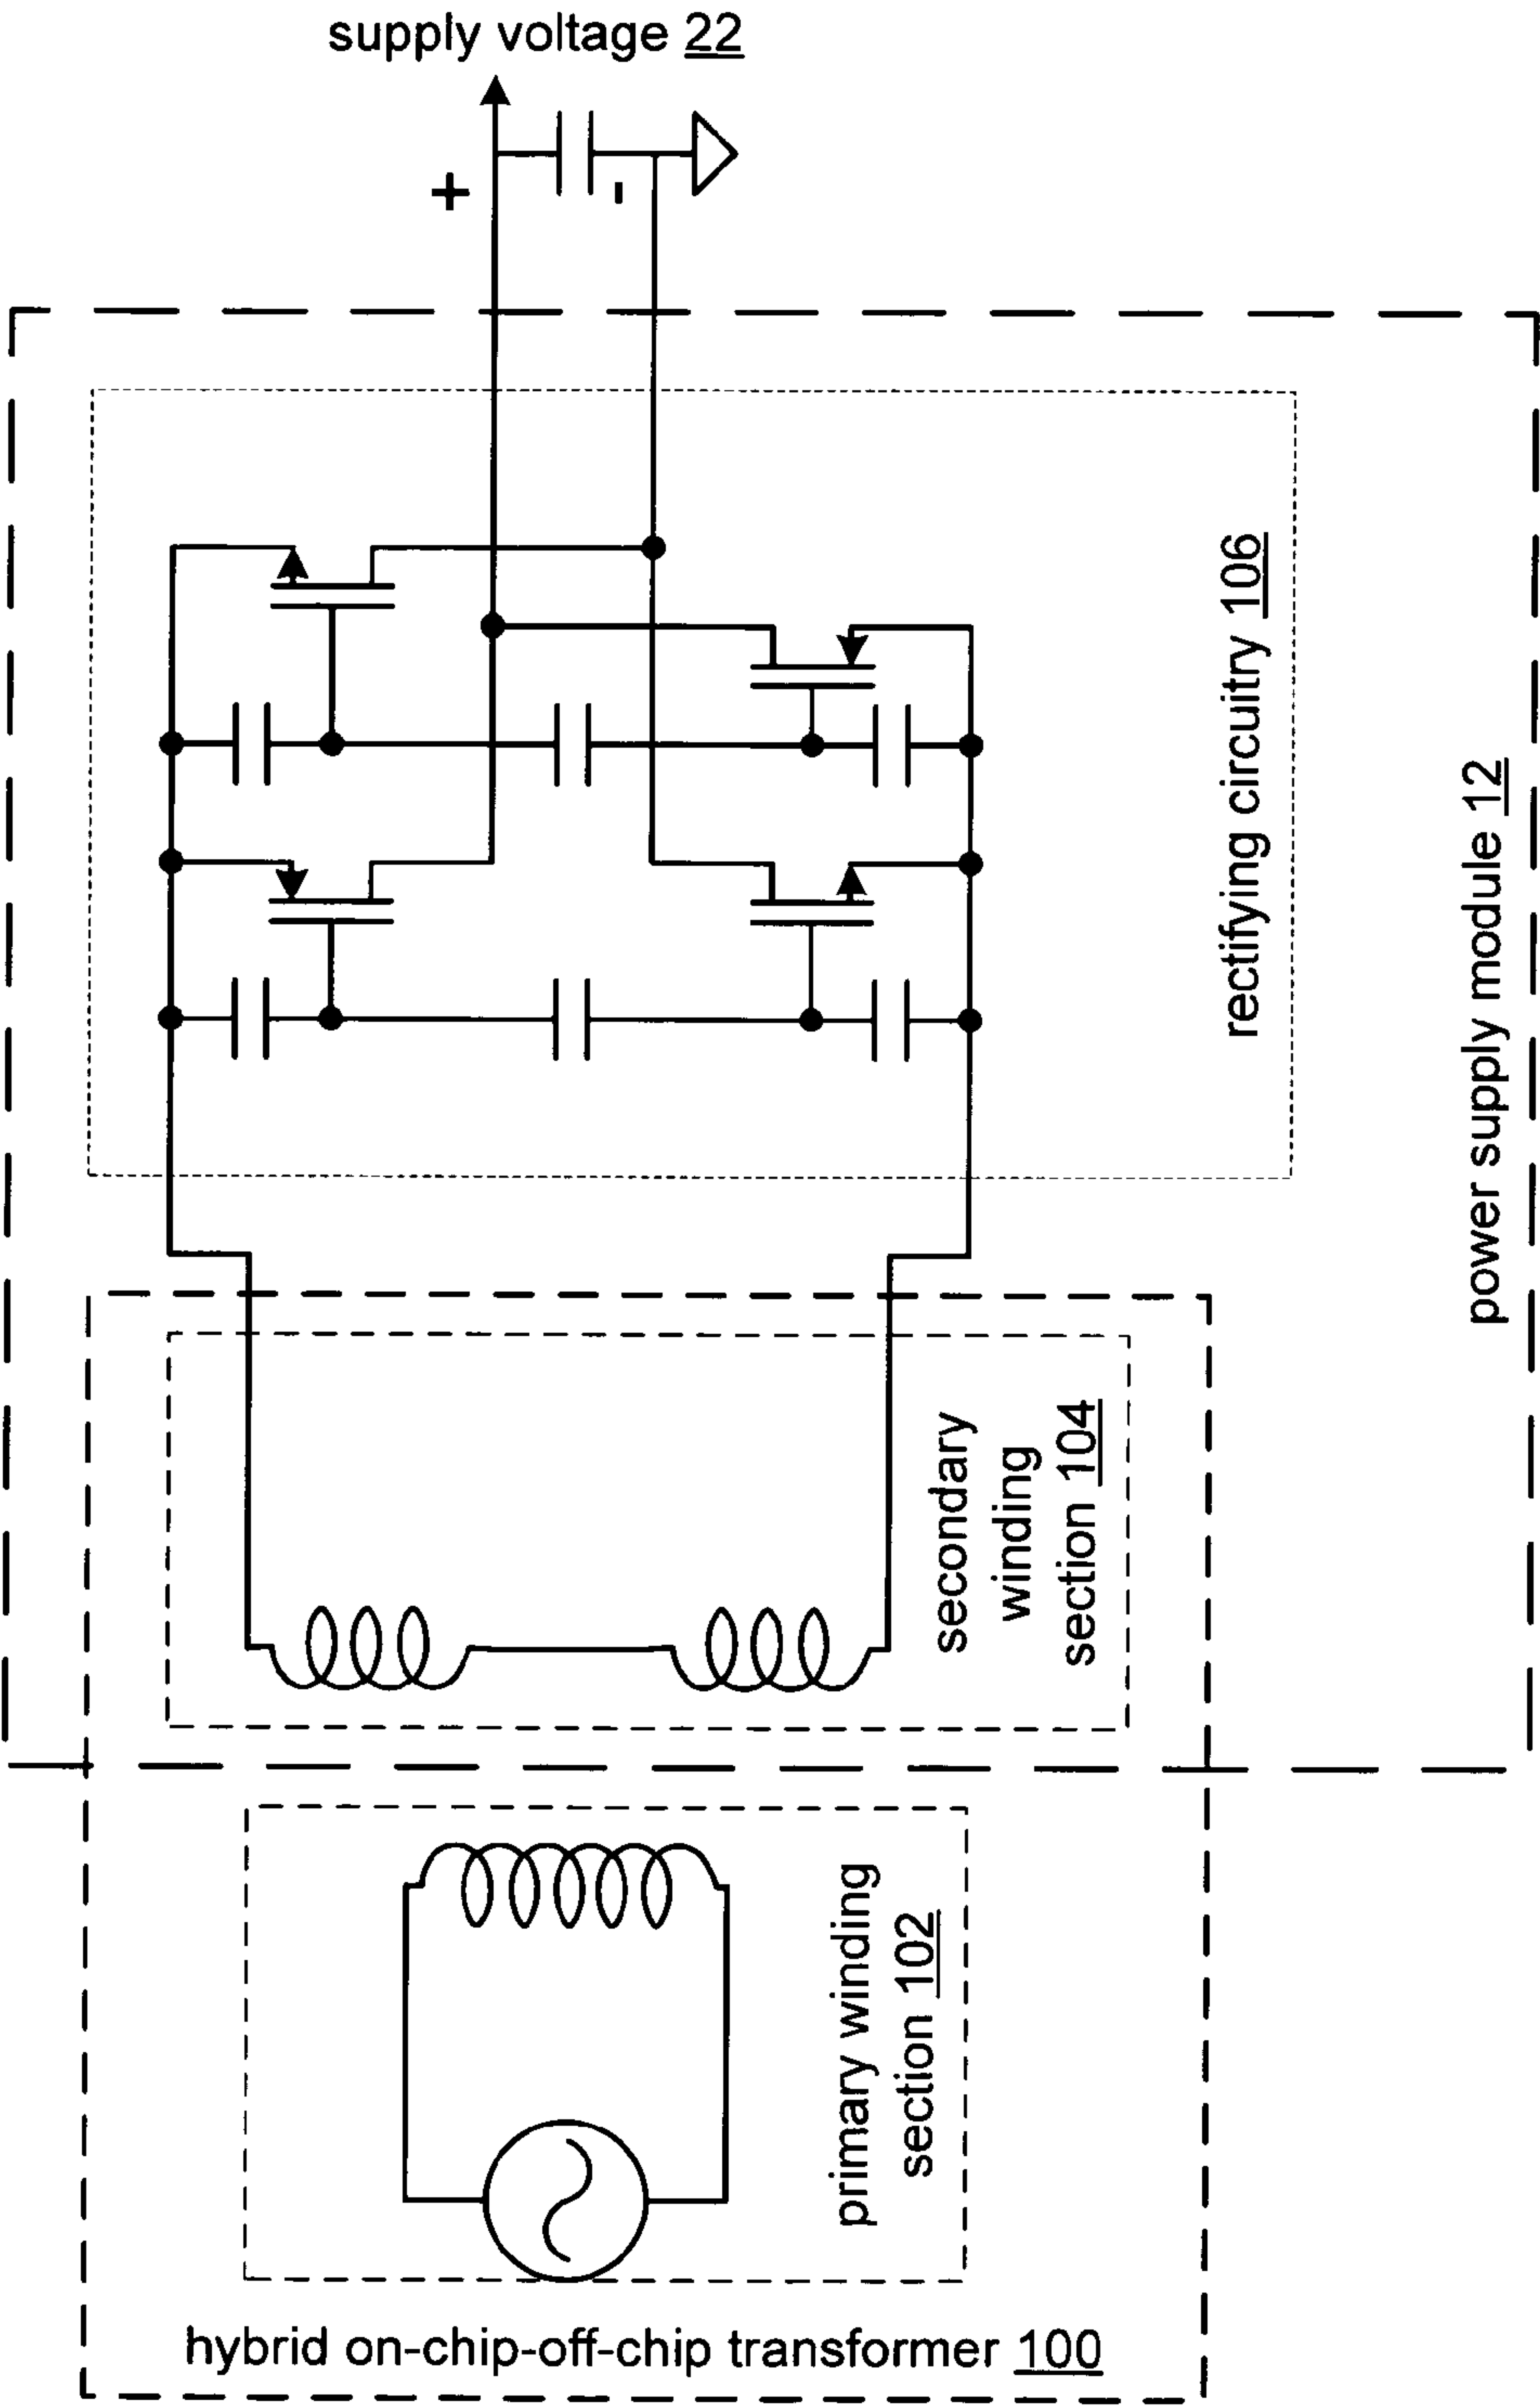 supply voltage 22
+
-
rectifying circuitry 106
power supply module 12
secondary
winding
section 104
primary winding
section 102
hybrid on-chip-off-chip transformer 100